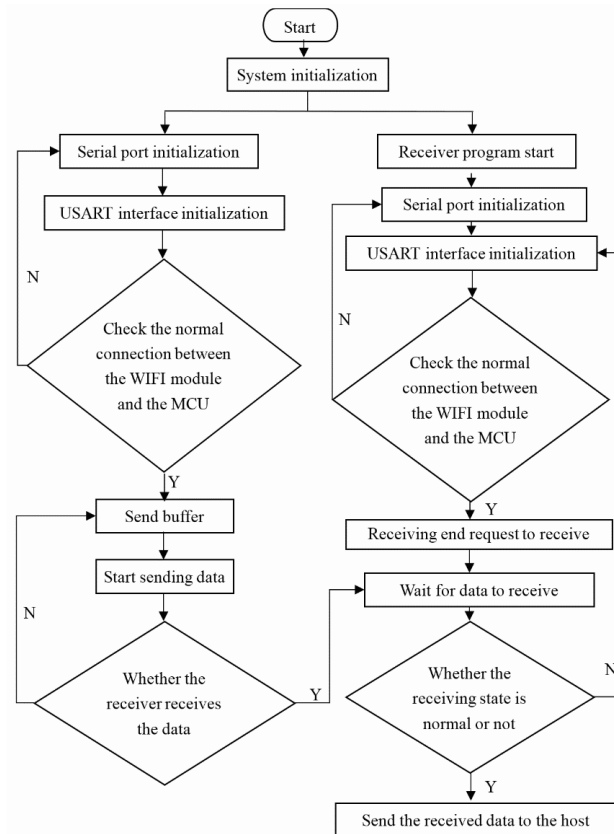 Start
System initialization
Serial port initialization
USART interface initialization
N
Check the normal
connection between
the WIFI module
and the MCU
Y
Send buffer
Start sending data
N
Whether the
receiver receives
the data
Y
Receiver program start
Serial port initialization
USART interface initialization
N
Check the normal
connection between
the WIFI module
and the MCU
Y
Receiving end request to receive
Wait for data to receive
Whether the
receiving state is
normal or not
N
Y
Send the received data to the host